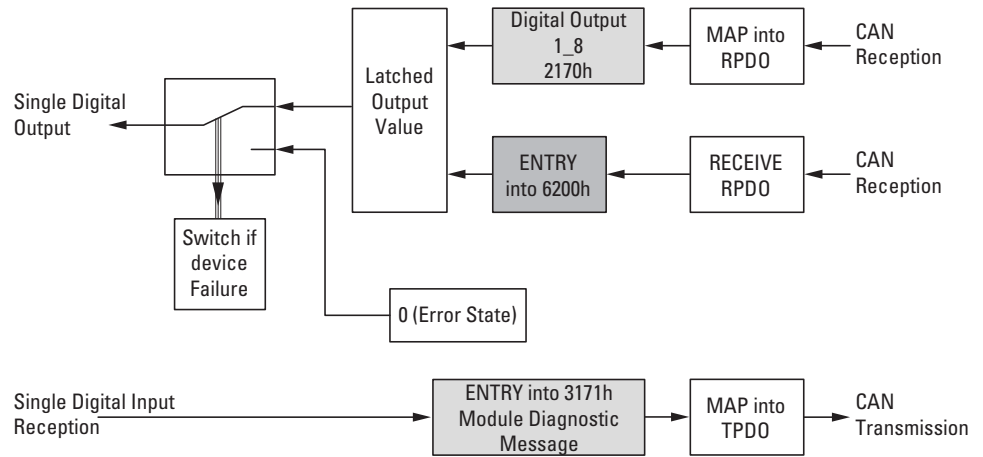 Digital Output
1_8
2170h
MAP into
RPDO
CAN
Reception
Latched
Output
Value
Single Digital
Output
ENTRY
into 6200h
RECEIVE
RPDO
CAN
Reception
Switch if
device
Failure
0 (Error State)
Single Digital Input
Reception
ENTRY into 3171h
Module Diagnostic
Message
MAP into
TPDO
CAN
Transmission